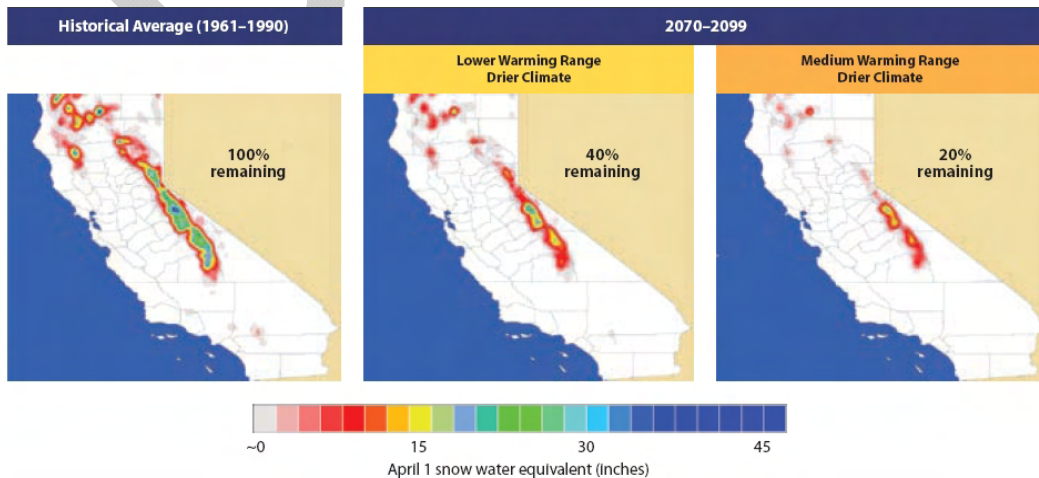 Historical Average (1961–1990)
2070–2099
Lower Warming Range
Drier Climate
Medium Warming Range
Drier Climate
100%
remaining
40%
remaining
20%
remaining
~0
15
30
45
April 1 snow water equivalent (inches)